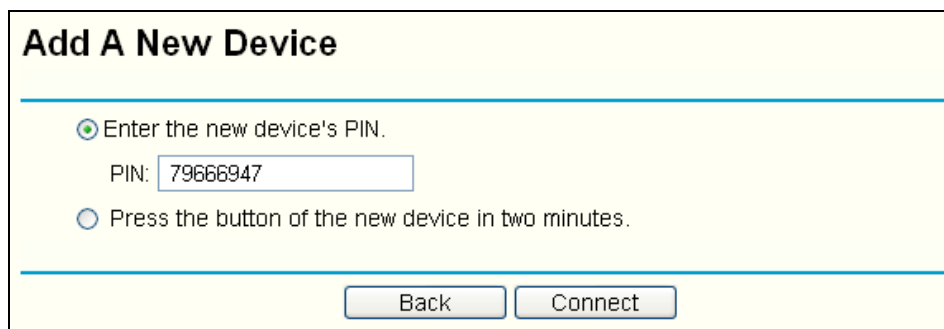 Add A New Device
Enter the new device's PIN.
PIN: 79666947
Press the button of the new device in two minutes.
Back Connect